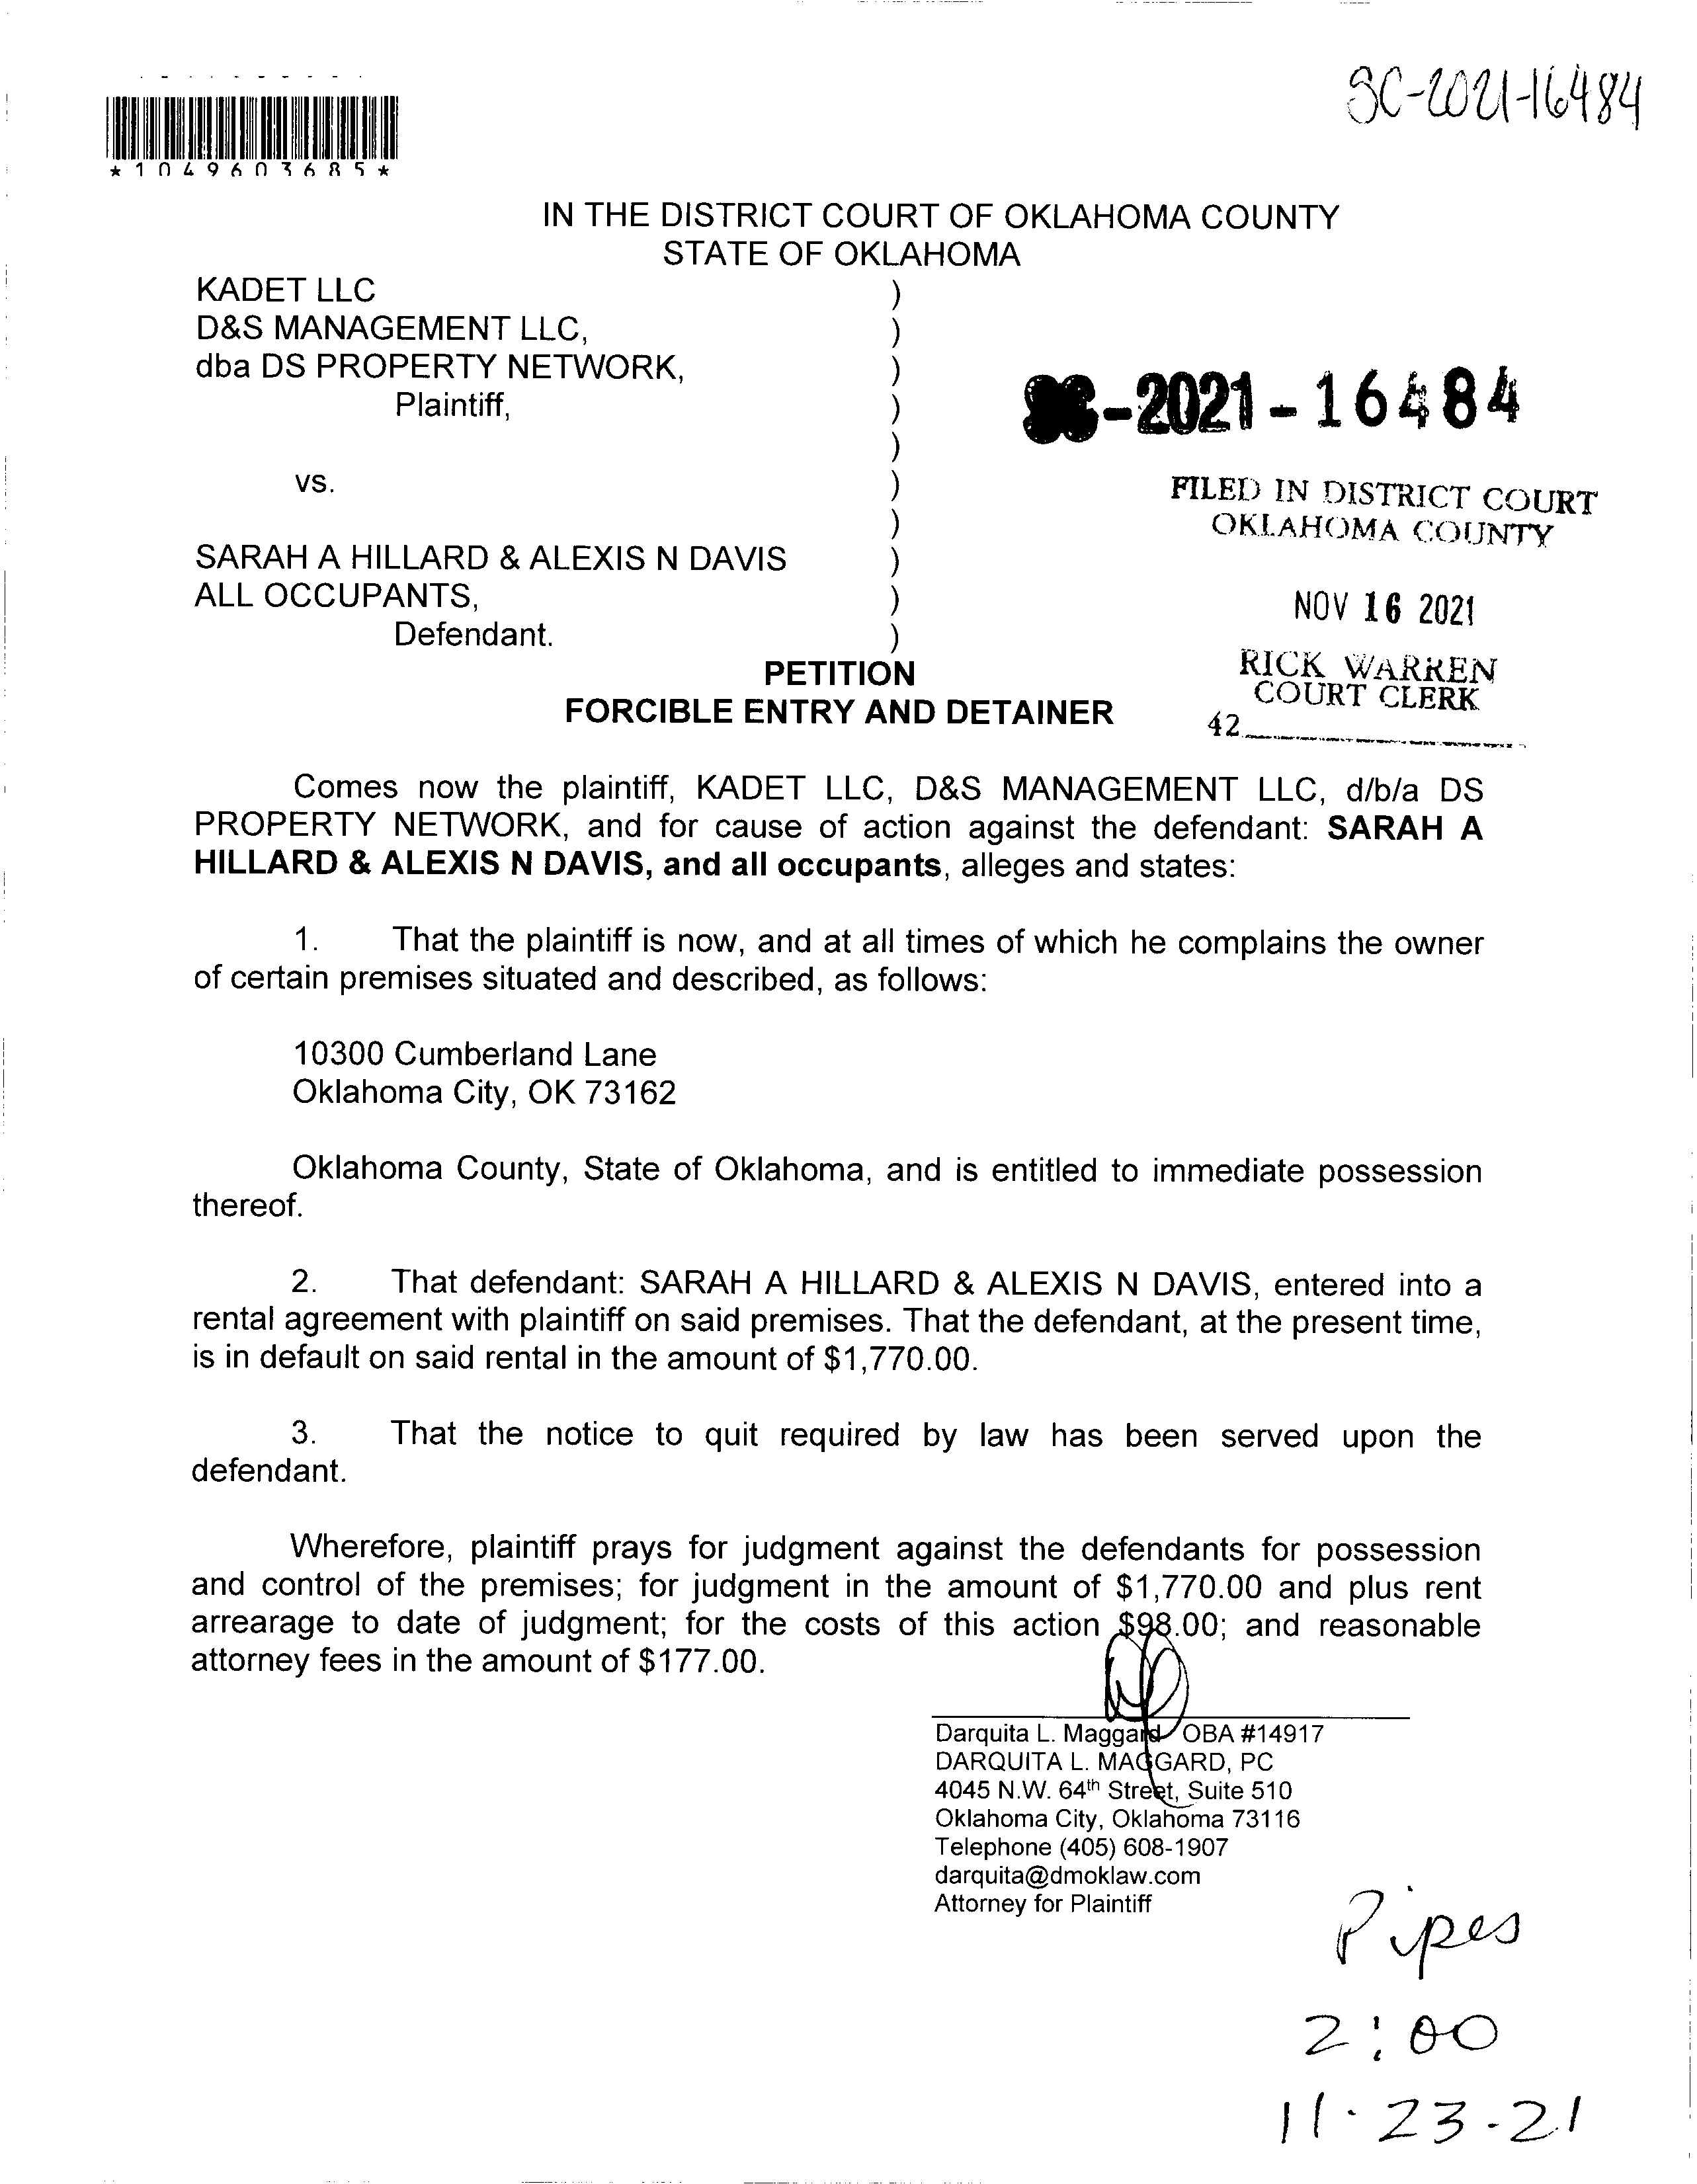 SC-2021-16484
*1049603685*
IN THE DISTRICT COURT OF OKLAHOMA COUNTY
STATE OF OKLAHOMA
KADET LLC )
D&S MANAGEMENT LLC, )
dba DS PROPERTY NETWORK, )
Plaintiff, )
)
SC-2021-16484
vs. )
)
FILED IN DISTRICT COURT
OKLAHOMA COUNTY
SARAH A HILLARD & ALEXIS N DAVIS )
ALL OCCUPANTS, )
Defendant. )
NOV 16 2021
RICK WARREN
COURT CLERK
42
PETITION
FORCIBLE ENTRY AND DETAINER
Comes now the plaintiff, KADET LLC, D&S MANAGEMENT LLC, d/b/a DS
PROPERTY NETWORK, and for cause of action against the defendant: SARAH A
HILLARD & ALEXIS N DAVIS, and all occupants, alleges and states:
1. That the plaintiff is now, and at all times of which he complains the owner
of certain premises situated and described, as follows:
10300 Cumberland Lane
Oklahoma City, OK 73162
Oklahoma County, State of Oklahoma, and is entitled to immediate possession
thereof.
2. That defendant: SARAH A HILLARD & ALEXIS N DAVIS, entered into a
rental agreement with plaintiff on said premises. That the defendant, at the present time,
is in default on said rental in the amount of $1,770.00.
3. That the notice to quit required by law has been served upon the
defendant.
Wherefore, plaintiff prays for judgment against the defendants for possession
and control of the premises; for judgment in the amount of $1,770.00 and plus rent
arrearage to date of judgment; for the costs of this action $98.00; and reasonable
attorney fees in the amount of $177.00.
Darquita L. Maggard OBA #14917
DARQUITA L. MAGGARD, PC
4045 N.W. 64th Street, Suite 510
Oklahoma City, Oklahoma 73116
Telephone (405) 608-1907
darquita@dmoklaw.com
Attorney for Plaintiff
Pipes
2:00
11-23-21